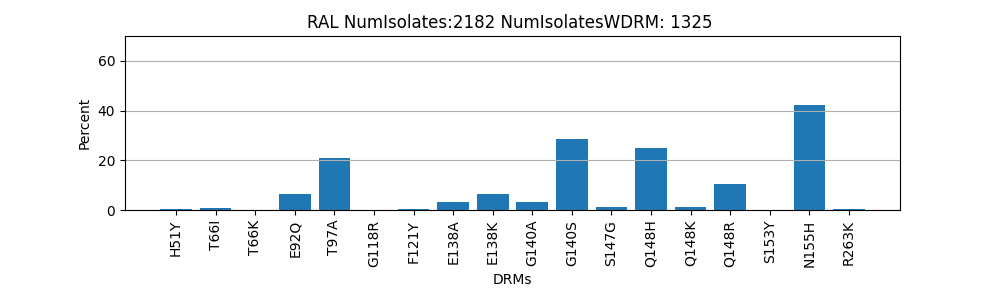 RAL NumIsolates:2182 NumIsolatesWDRM: 1325
60
40
20
0
Percent
H51Y
T66I
T66K
E92Q
T97A
G118R
F121Y
E138A
E138K
G140A
G140S
S147G
Q148H
Q148K
Q148R
S153Y
N155H
R263K
DRMs